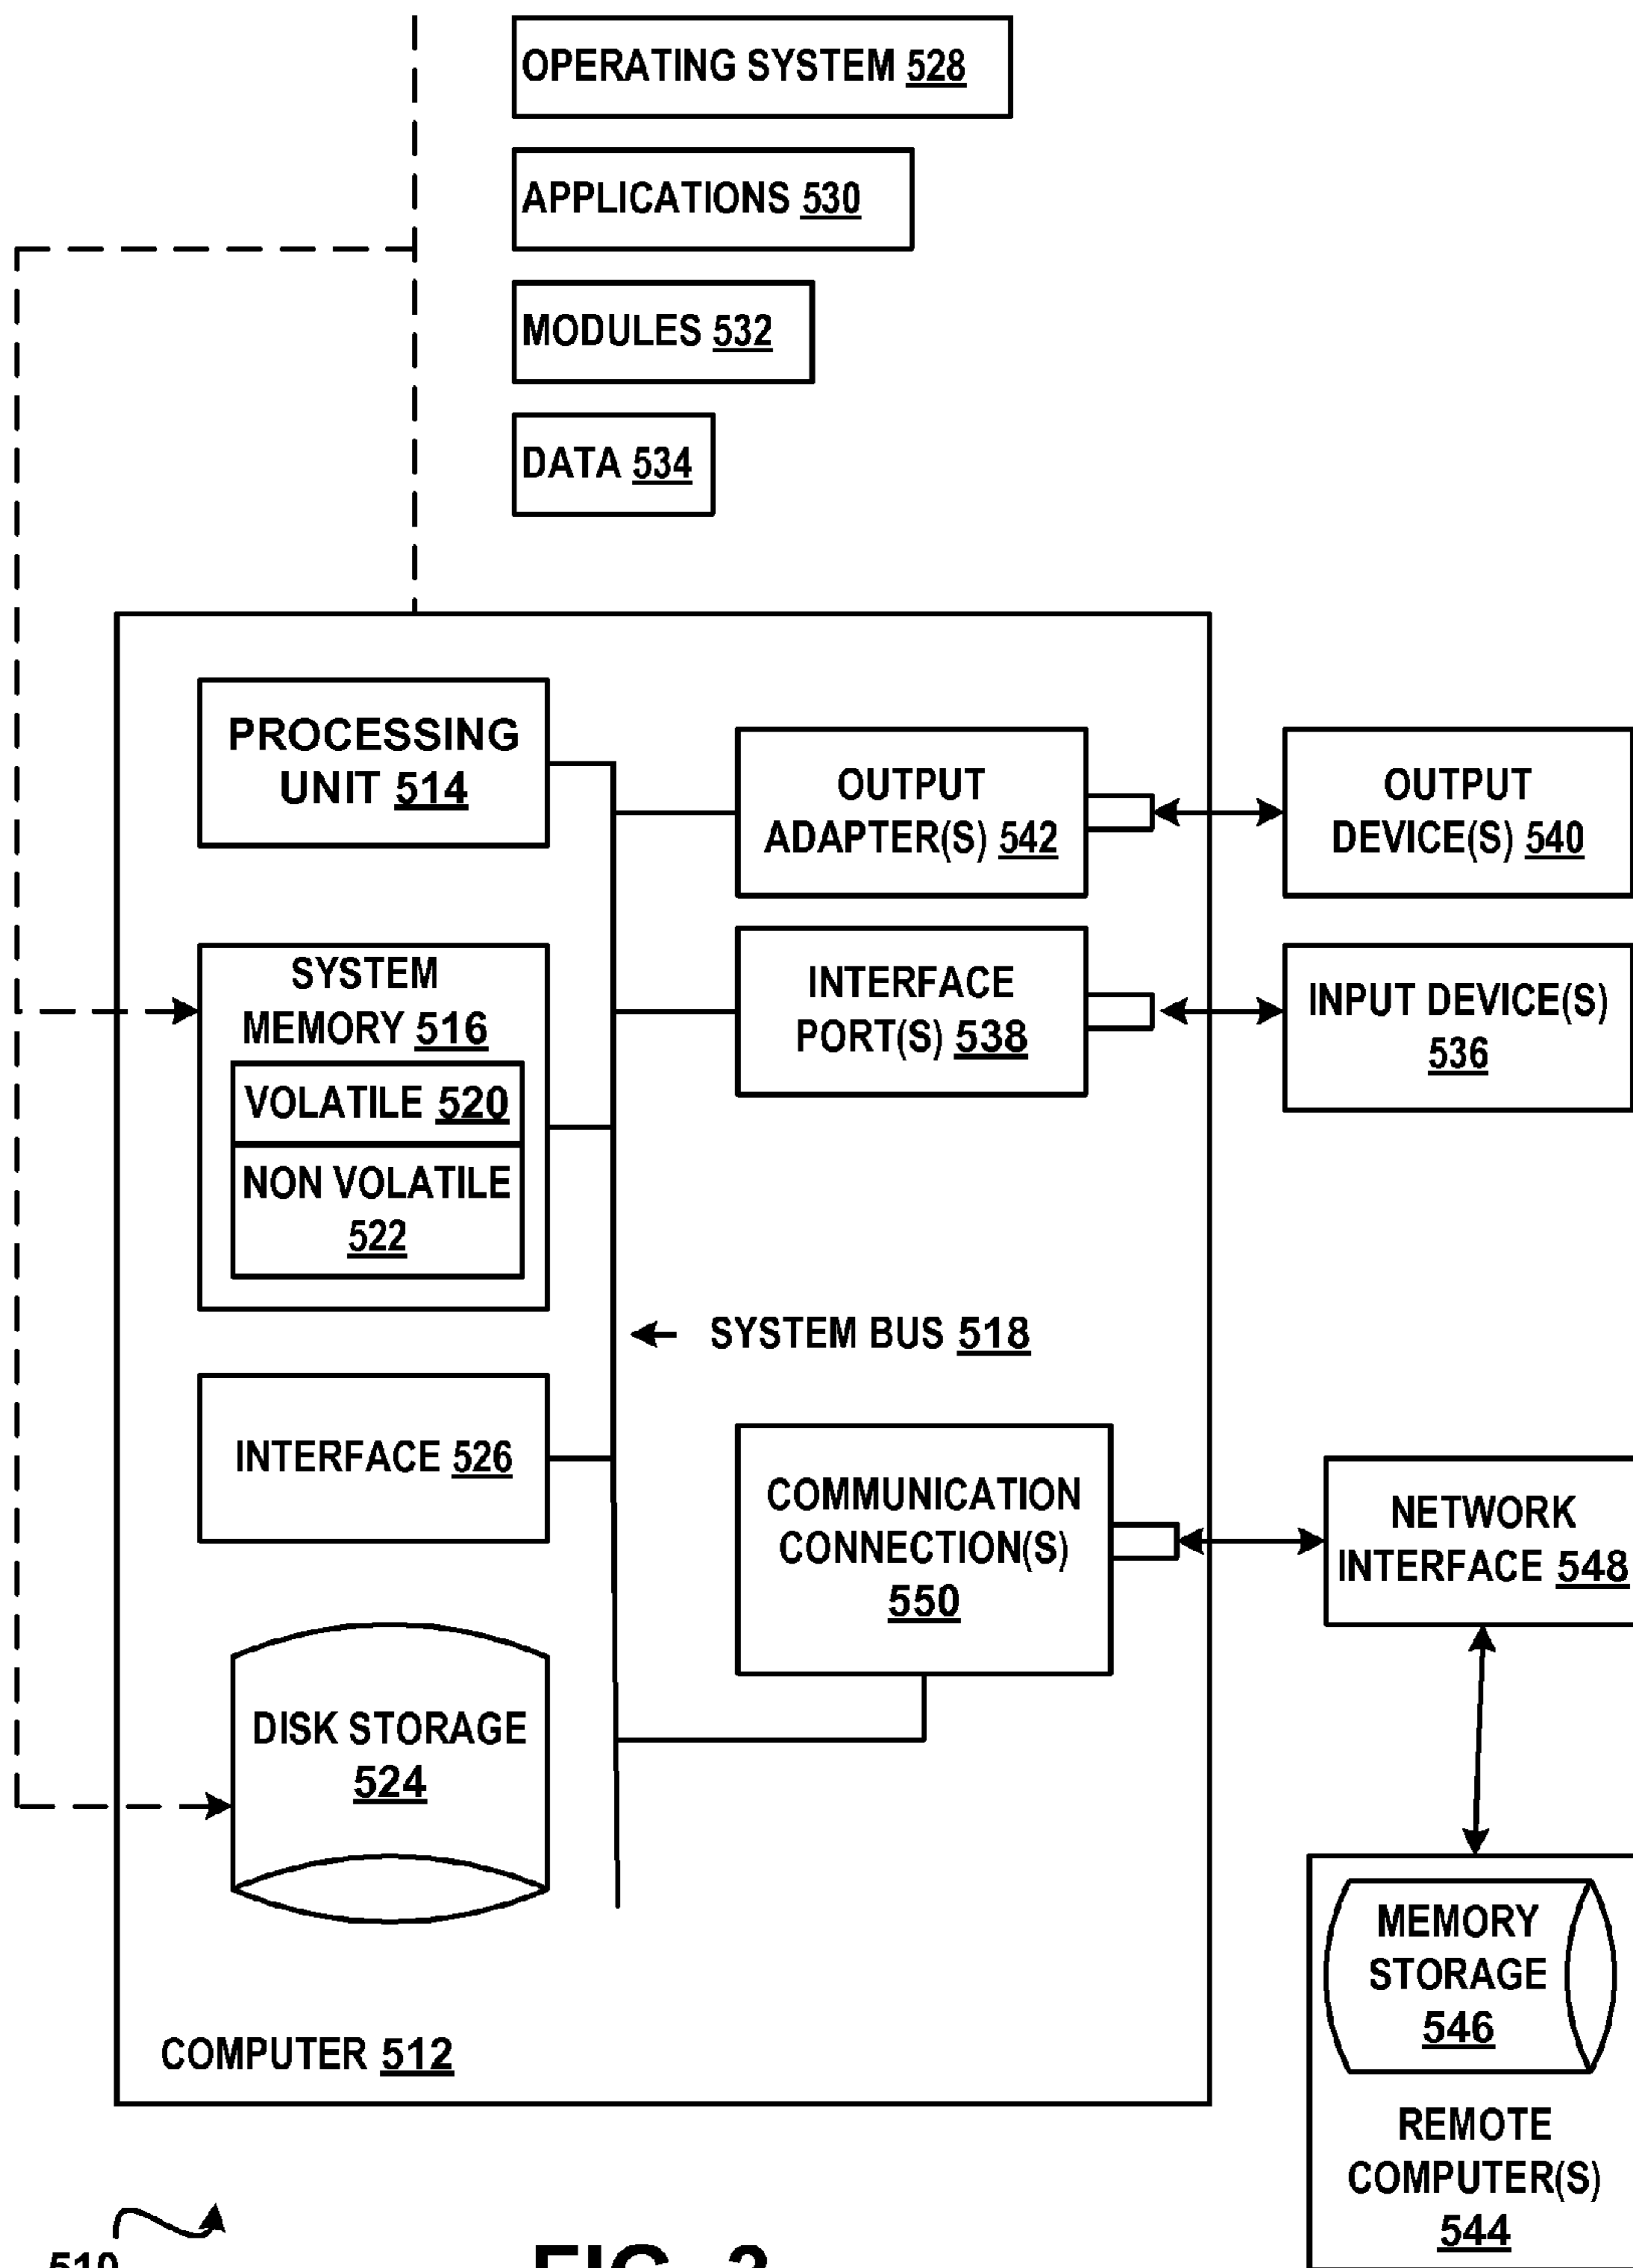 OPERATING SYSTEM 528
APPLICATIONS 530
MODULES 532
DATA 534
PROCESSING
UNIT 514
OUTPUT
ADAPTER(S) 542
OUTPUT
DEVICE(S) 540
SYSTEM
MEMORY 516
VOLATILE 520
NON VOLATILE
522
INTERFACE
PORT(S) 538
INPUT DEVICE(S)
536
SYSTEM BUS 518
INTERFACE 526
COMMUNICATION
CONNECTION(S)
550
NETWORK
INTERFACE 548
DISK STORAGE
524
MEMORY
STORAGE
546
REMOTE
COMPUTER(S)
544
COMPUTER 512